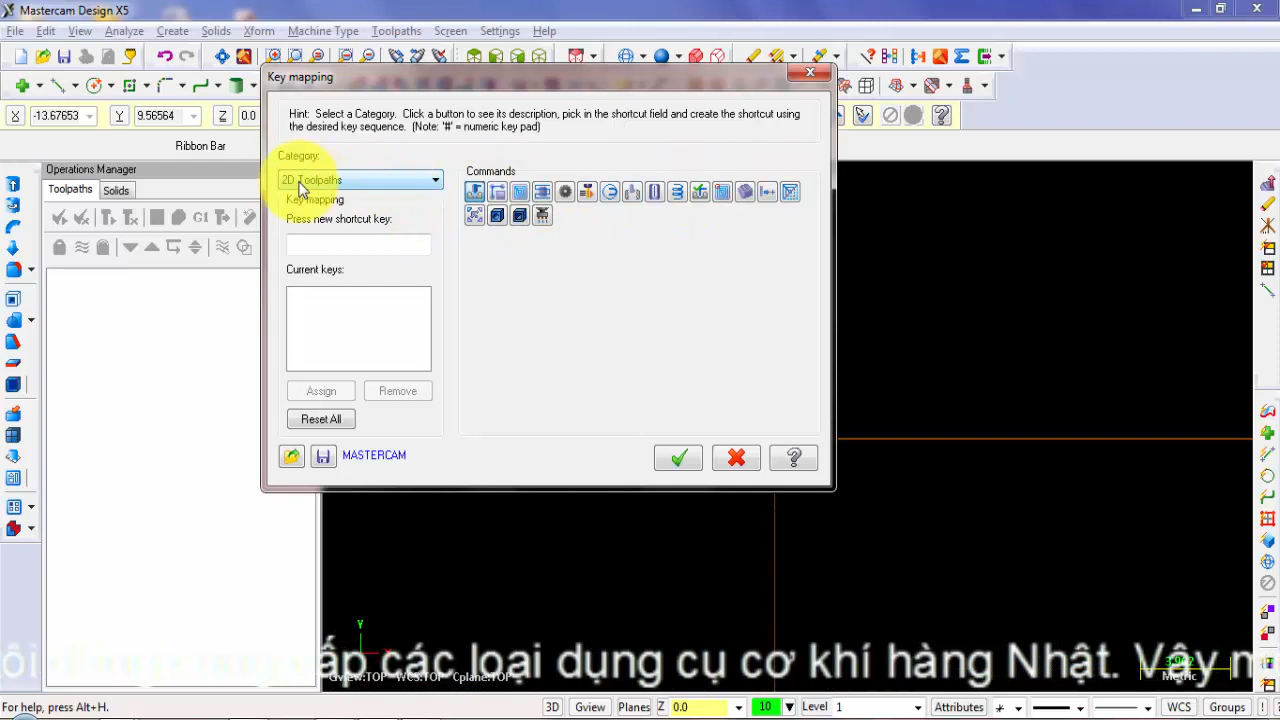 Mastercam Design X5
File Edit View Analyze Create Solids Xform Machine Type Toolpaths Screen Settings Help
Key mapping
X -13.67653 Y 9.56564 Z 0.0
Hint: Select a Category. Click a button to see its description, pick in the shortcut field and create the shortcut using
the desired key sequence. (Note: '#' = numeric key pad)
Ribbon Bar
Category:
Operations Manager
Commands
2D Toolpaths
Toolpaths Solids
Key mapping
Press new shortcut key:
G1
Current keys:
Assign Remove
Reset All
MASTERCAM
Y
cấp các loại dụng cụ cơ khí hàng Nhật. Vậy
Gview:TOP WCS:TOP Cplane:TOP
Metric
For help, press Alt+H.
3D Gview Planes Z 0.0 10 Level 1 Attributes WCS Groups